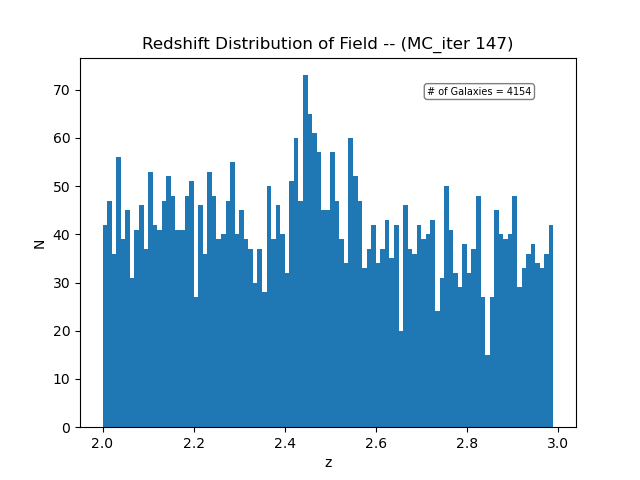 Redshift Distribution of Field -- (MC_iter 147)
# of Galaxies = 4154
70
60
50
40
30
20
10
0
N
2.0 2.2 2.4 2.6 2.8 3.0
z